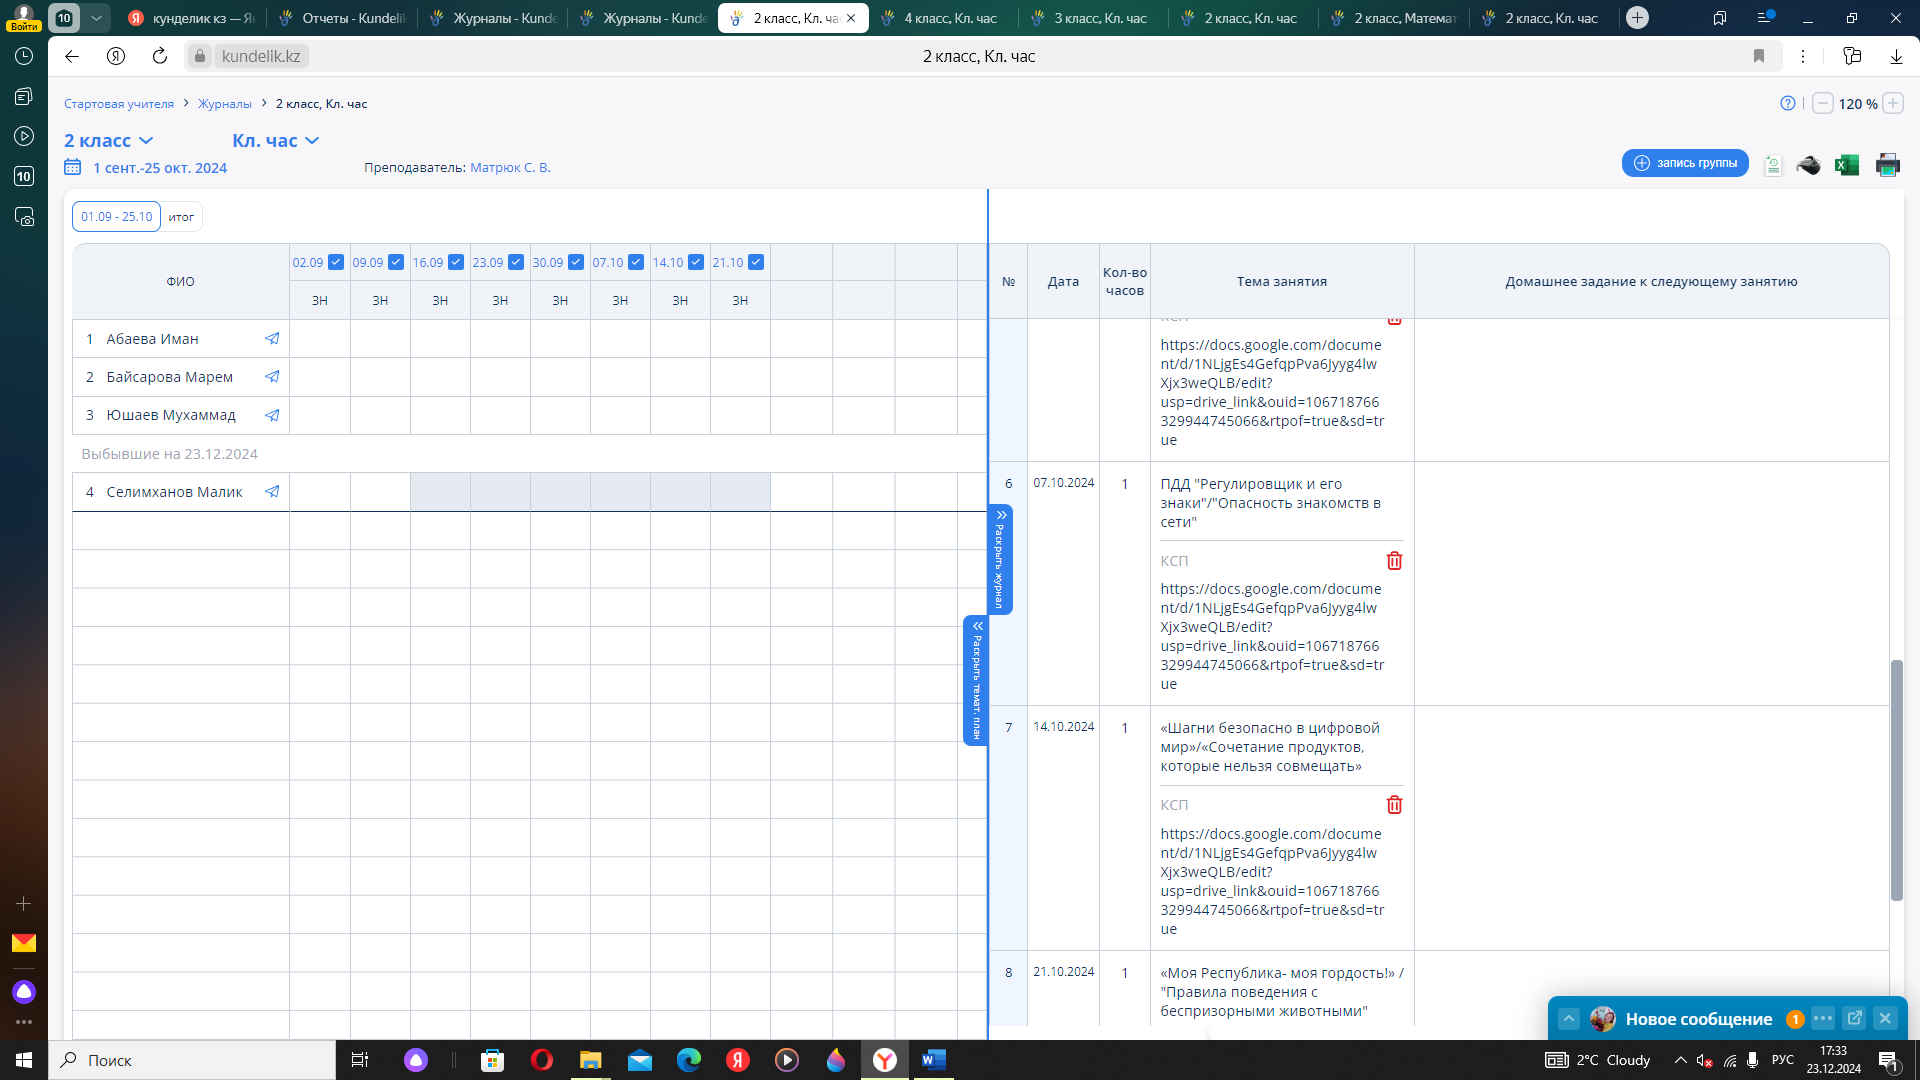 Войти
10
кунделик кз — Ян
Отчеты - Kundelik
Журналы - Kunde
Журналы - Kunde
2 класс, Кл. ча
4 класс, Кл. час
3 класс, Кл. час
2 класс, Кл. час
2 класс, Математ
2 класс, Кл. час
kundelik.kz
2 класс, Кл. час
10
Стартовая учителя > Журналы > 2 класс, Кл. час
120 %
2 класс
Кл. час
1 сент.-25 окт. 2024
Преподаватель: Матрюк С. В.
запись группы
01.09 - 25.10
итог
ФИО
02.09 09.09 16.09 23.09 30.09 07.10 14.10 21.10
ЗН ЗН ЗН ЗН ЗН ЗН ЗН ЗН
1 Абаева Иман
2 Байсарова Марем
3 Юшаев Мухаммад
Выбывшие на 23.12.2024
4 Селимханов Малик
Раскрыть журнал
Раскрыть темат. план
№
Дата
Кол-во
часов
Тема занятия
Домашнее задание к следующему занятию
КСП
https://docs.google.com/docume
nt/d/1NLjgEs4GefqpPva6Jyyg4lw
Xjx3weQLB/edit?
usp=drive_link&ouid=106718766
329944745066&rtpof=true&sd=tr
ue
6
07.10.2024
1
ПДД "Регулировщик и его
знаки"/"Опасность знакомств в
сети"
КСП
https://docs.google.com/docume
nt/d/1NLjgEs4GefqpPva6Jyyg4lw
Xjx3weQLB/edit?
usp=drive_link&ouid=106718766
329944745066&rtpof=true&sd=tr
ue
7
14.10.2024
1
«Шагни безопасно в цифровой
мир»/«Сочетание продуктов,
которые нельзя совмещать»
КСП
https://docs.google.com/docume
nt/d/1NLjgEs4GefqpPva6Jyyg4lw
Xjx3weQLB/edit?
usp=drive_link&ouid=106718766
329944745066&rtpof=true&sd=tr
ue
8
21.10.2024
1
«Моя Республика- моя гордость!» /
"Правила поведения с
беспризорными животными"
Новое сообщение
1
Поиск
2°C Cloudy
РУС
17:33
23.12.2024
1